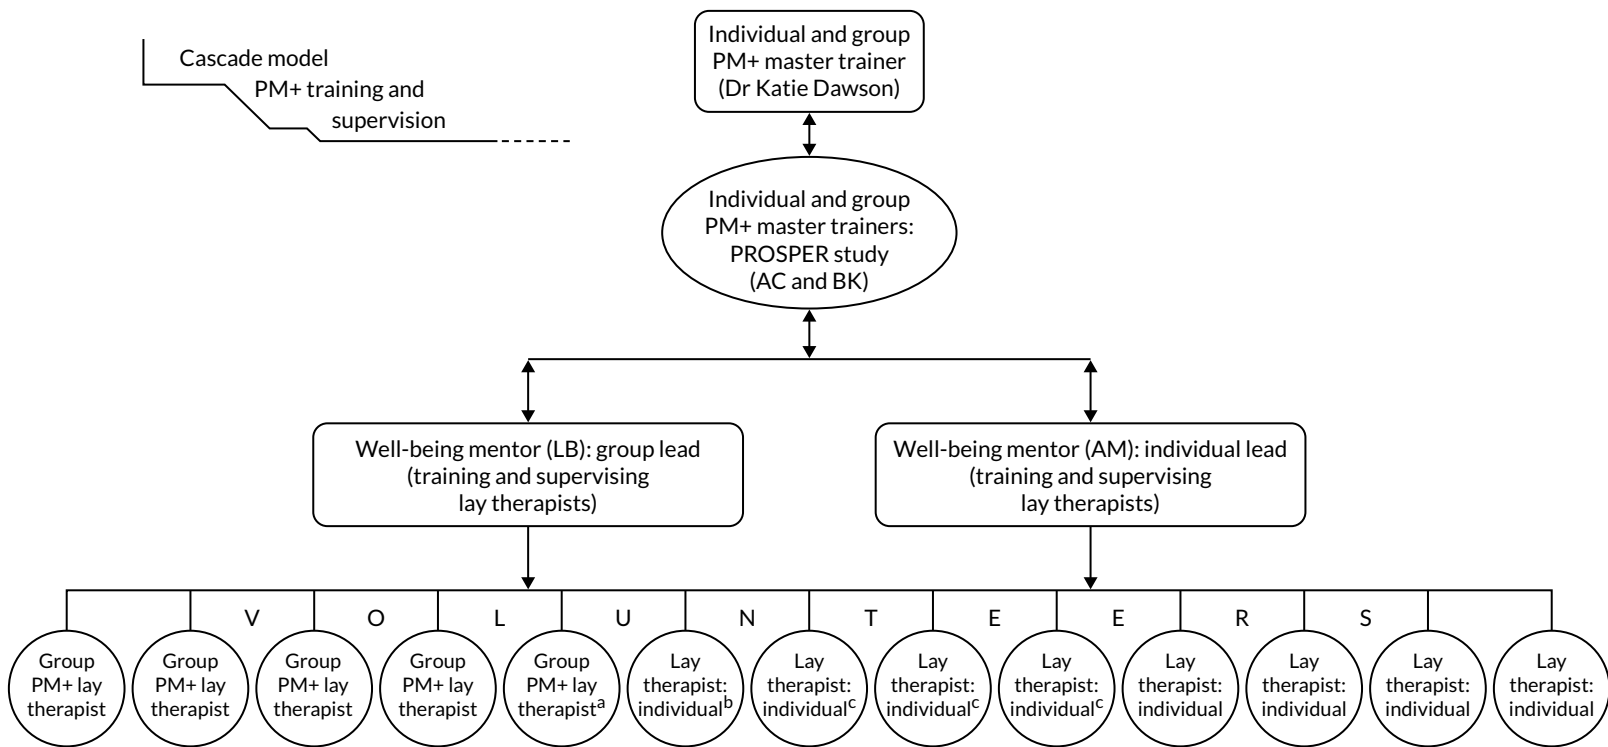 Cascade model
PM+ training and
supervision
Individual and group
PM+ master trainer
(Dr Katie Dawson)
Individual and group
PM+ master trainers:
PROSPER study
(AC and BK)
Well-being mentor (LB): group lead
(training and supervising
lay therapists)
Well-being mentor (AM): individual lead
(training and supervising
lay therapists)
V O L U N T E E R S
Group
PM+ lay
therapist
Group
PM+ lay
therapist
Group
PM+ lay
therapist
Group
PM+ lay
therapist
Group
PM+ lay
therapistᵃ
Lay
therapist:
individualᵇ
Lay
therapist:
individualᶜ
Lay
therapist:
individualᶜ
Lay
therapist:
individualᶜ
Lay
therapist:
individual
Lay
therapist:
individual
Lay
therapist:
individual
Lay
therapist:
individual